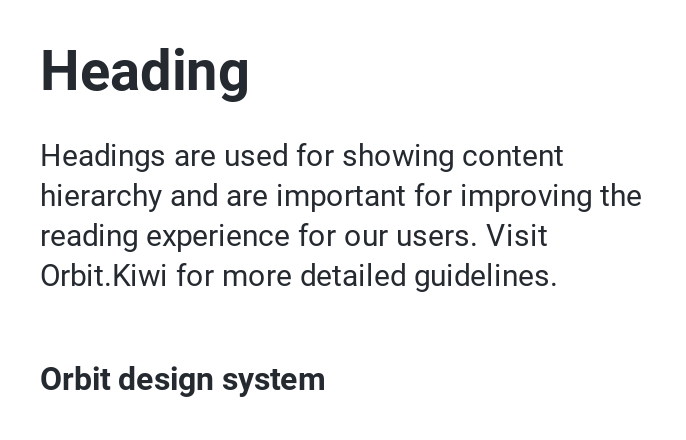 Heading
Headings are used for showing content
hierarchy and are important for improving the
reading experience for our users. Visit
Orbit.Kiwi for more detailed guidelines.
Orbit design system